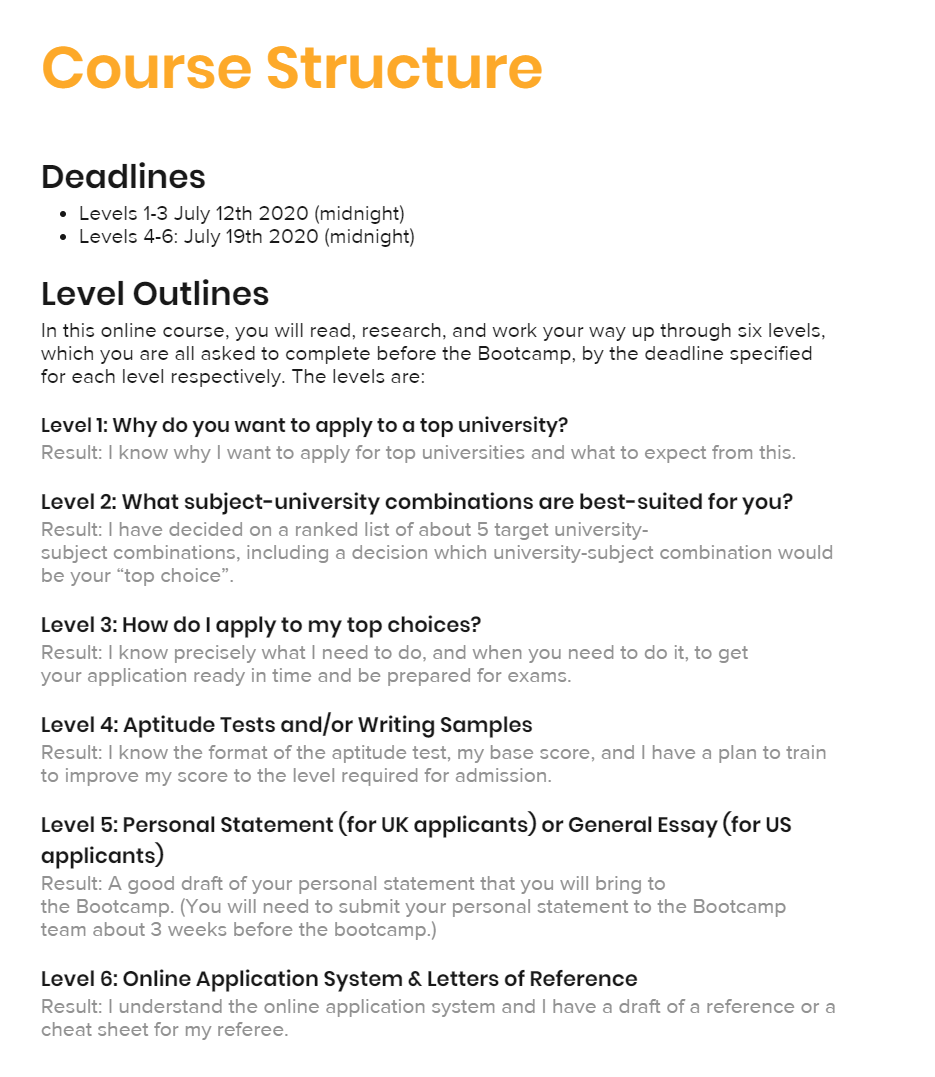 Course Structure
Deadlines
• Levels 1-3 July 12th 2020 (midnight)
• Levels 4-6: July 19th 2020 (midnight)
Level Outlines
In this online course, you will read, research, and work your way up through six levels,
which you are all asked to complete before the Bootcamp, by the deadline specified
for each level respectively. The levels are:
Level 1: Why do you want to apply to a top university?
Result: I know why I want to apply for top universities and what to expect from this.
Level 2: What subject-university combinations are best-suited for you?
Result: I have decided on a ranked list of about 5 target university-
subject combinations, including a decision which university-subject combination would
be your “top choice”.
Level 3: How do I apply to my top choices?
Result: I know precisely what I need to do, and when you need to do it, to get
your application ready in time and be prepared for exams.
Level 4: Aptitude Tests and/or Writing Samples
Result: I know the format of the aptitude test, my base score, and I have a plan to train
to improve my score to the level required for admission.
Level 5: Personal Statement (for UK applicants) or General Essay (for US
applicants)
Result: A good draft of your personal statement that you will bring to
the Bootcamp. (You will need to submit your personal statement to the Bootcamp
team about 3 weeks before the bootcamp.)
Level 6: Online Application System & Letters of Reference
Result: I understand the online application system and I have a draft of a reference or a
cheat sheet for my referee.